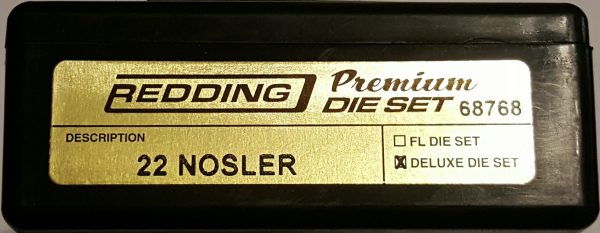 REDDING Premium
DIE SET 68768
DESCRIPTION
22 NOSLER
☐ FL DIE SET
☒ DELUXE DIE SET